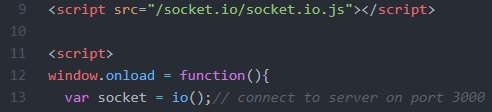 9 <script src="/socket.io/socket.io.js"></script>
10
11 <script>
12 window.onload = function(){
13 var socket = io();// connect to server on port 3000